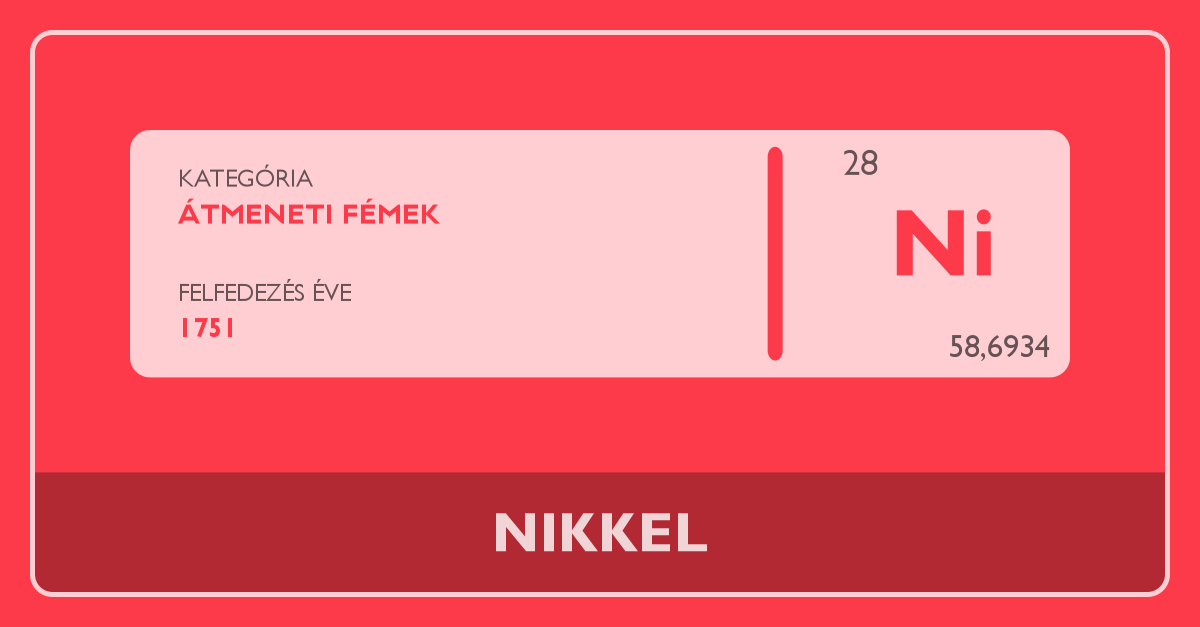 KATEGÓRIA
ÁTMENETI FÉMEK
FELFEDEZÉS ÉVE
1751
28
Ni
58,6934
NIKKEL